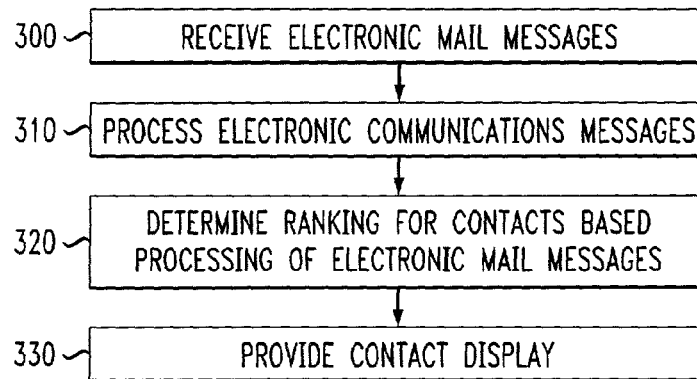 300 RECEIVE ELECTRONIC MAIL MESSAGES
310 PROCESS ELECTRONIC COMMUNICATIONS MESSAGES
320 DETERMINE RANKING FOR CONTACTS BASED
PROCESSING OF ELECTRONIC MAIL MESSAGES
330 PROVIDE CONTACT DISPLAY